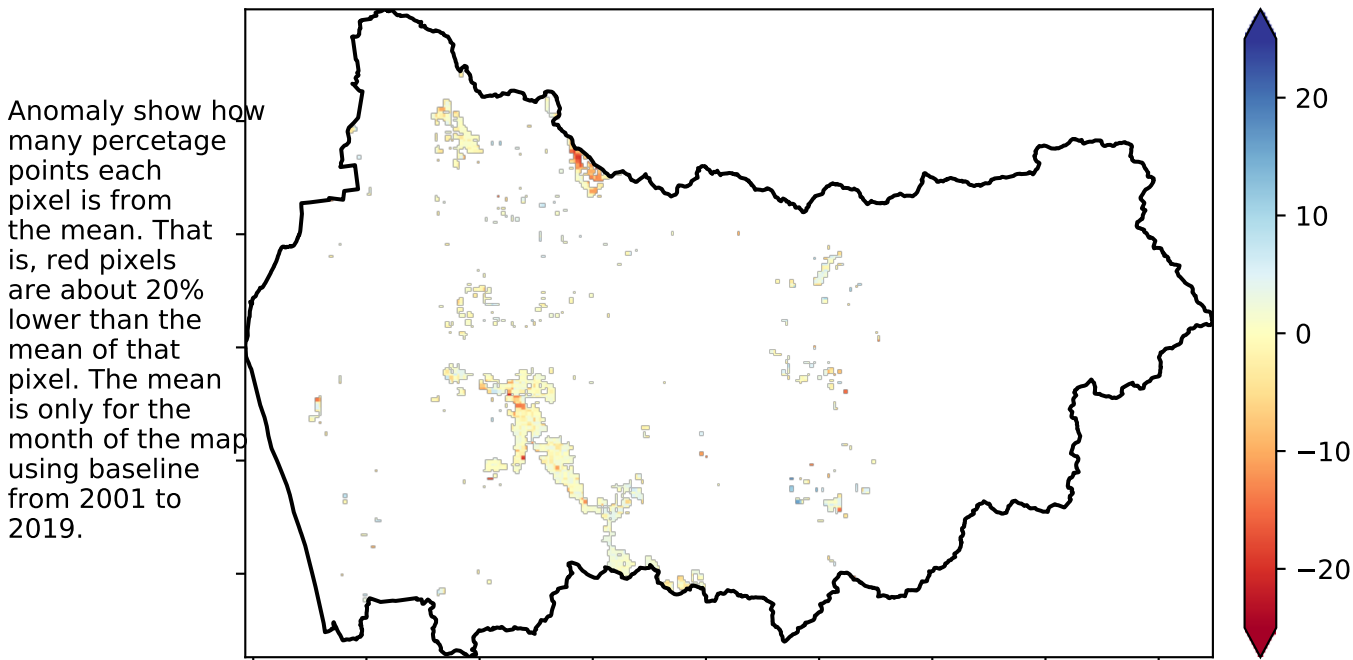 Anomaly show how
many percetage
points each
pixel is from
the mean. That
is, red pixels
are about 20%
lower than the
mean of that
pixel. The mean
is only for the
month of the map
using baseline
from 2001 to
2019.
20
10
0
−10
−20